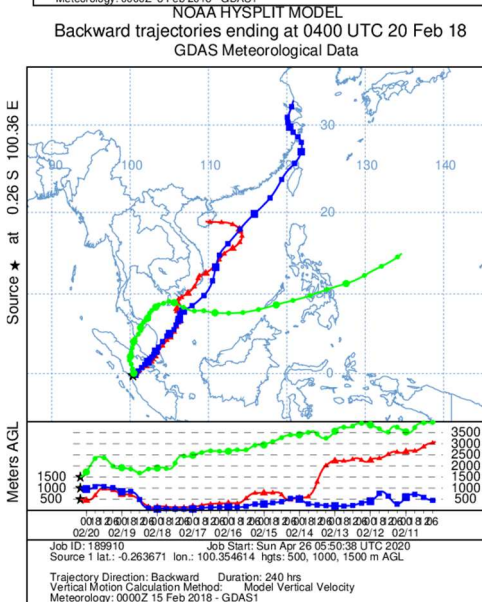 NOAA HYSPLIT MODEL
Backward trajectories ending at 0400 UTC 20 Feb 18
GDAS Meteorological Data
Source ★ at 0.26 S 100.36 E
90 100 110 120 130 140
30
20
0
Meters AGL
1500
1000
500
3500
3000
2500
2000
1500
1000
500
02/20 02/19 02/18 02/17 02/16 02/15 02/14 02/13 02/12 02/11
Job ID: 189910 Job Start: Sun Apr 26 05:50:38 UTC 2020
Source 1 lat.: -0.263671 lon.: 100.354614 hgts: 500, 1000, 1500 m AGL
Trajectory Direction: Backward Duration: 240 hrs
Vertical Motion Calculation Method: Model Vertical Velocity
Meteorology: 0000Z 15 Feb 2018 - GDAS1